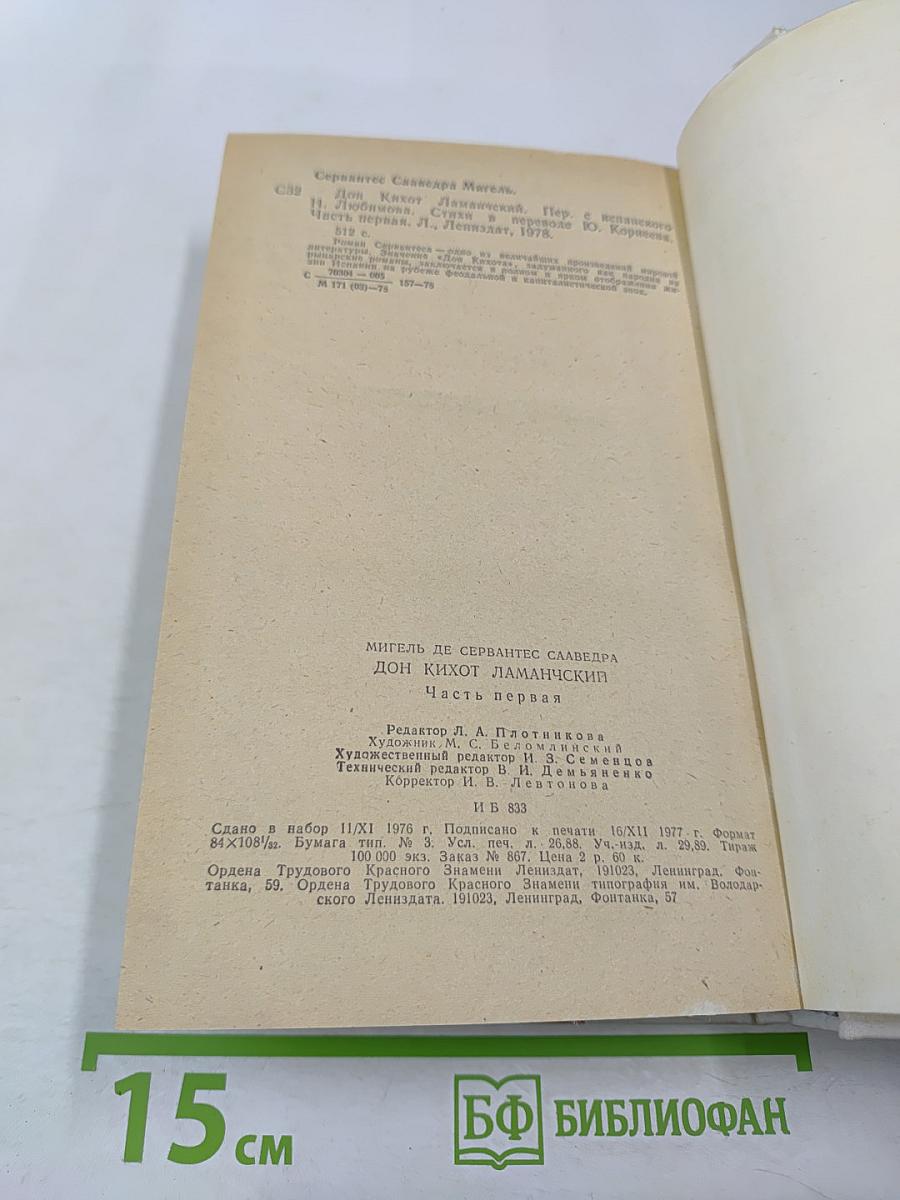 Сервантес Сааведра Мигель.
С32 Дон Кихот Ламанчский. Пер. с испанского
Н. Любимова. Стихи в переводе Ю. Корнеева.
Часть первая. Л., Лениздат, 1978.
512 с.
Роман Сервантеса — одно из величайших произведений мировой
литературы. Значение «Дон Кихота», задуманного как пародия на
рыцарские романы, заключается в полном и ярком отображении жи-
зни Испании на рубеже феодальной и капиталистической эпох.
С 70304—005
М 171 (03)—78 157—78
МИГЕЛЬ ДЕ СЕРВАНТЕС СААВЕДРА
ДОН КИХОТ ЛАМАНЧСКИЙ
Часть первая
Редактор Л. А. Плотникова
Художник М. С. Беломлинский
Художественный редактор И. З. Семенцов
Технический редактор В. И. Демьяненко
Корректор И. В. Левтонова
ИБ 833
Сдано в набор 11/XI 1976 г. Подписано к печати 16/XII 1977 г. Формат
84×108¹/₃₂. Бумага тип. № 3. Усл. печ. л. 26,88. Уч.-изд. л. 29,89. Тираж
100 000 экз. Заказ № 867. Цена 2 р. 60 к.
Ордена Трудового Красного Знамени Лениздат, 191023, Ленинград, Фон-
танка, 59. Ордена Трудового Красного Знамени типография им. Володар-
ского Лениздата. 191023, Ленинград, Фонтанка, 57
15 см
БФ БИБЛИОФАН